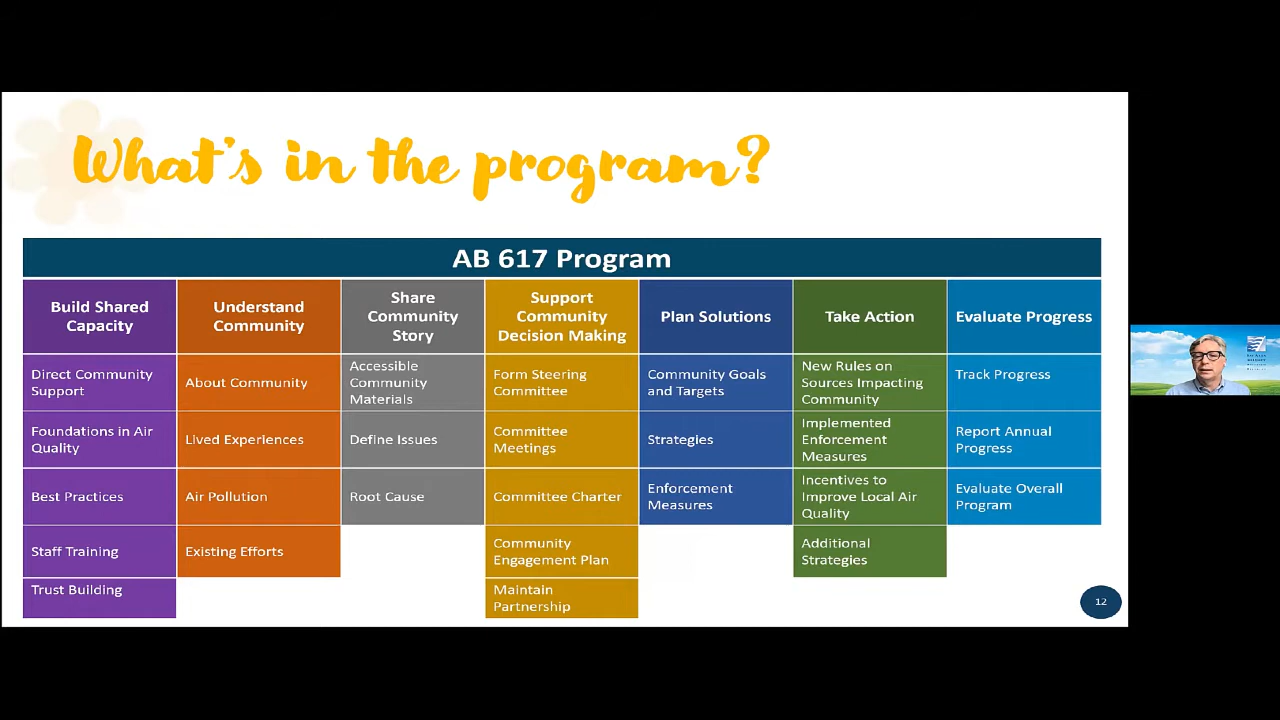 What's in the program?
AB 617 Program
Build Shared
Capacity
Understand
Community
Share
Community
Story
Support
Community
Decision Making
Plan Solutions
Take Action
Evaluate Progress
Direct Community
Support
About Community
Accessible
Community
Materials
Form Steering
Committee
Community Goals
and Targets
New Rules on
Sources Impacting
Community
Track Progress
Foundations in Air
Quality
Lived Experiences
Define Issues
Committee
Meetings
Strategies
Implemented
Enforcement
Measures
Report Annual
Progress
Best Practices
Air Pollution
Root Cause
Committee Charter
Enforcement
Measures
Incentives to
Improve Local Air
Quality
Evaluate Overall
Program
Staff Training
Existing Efforts
Community
Engagement Plan
Additional
Strategies
Trust Building
Maintain
Partnership
12